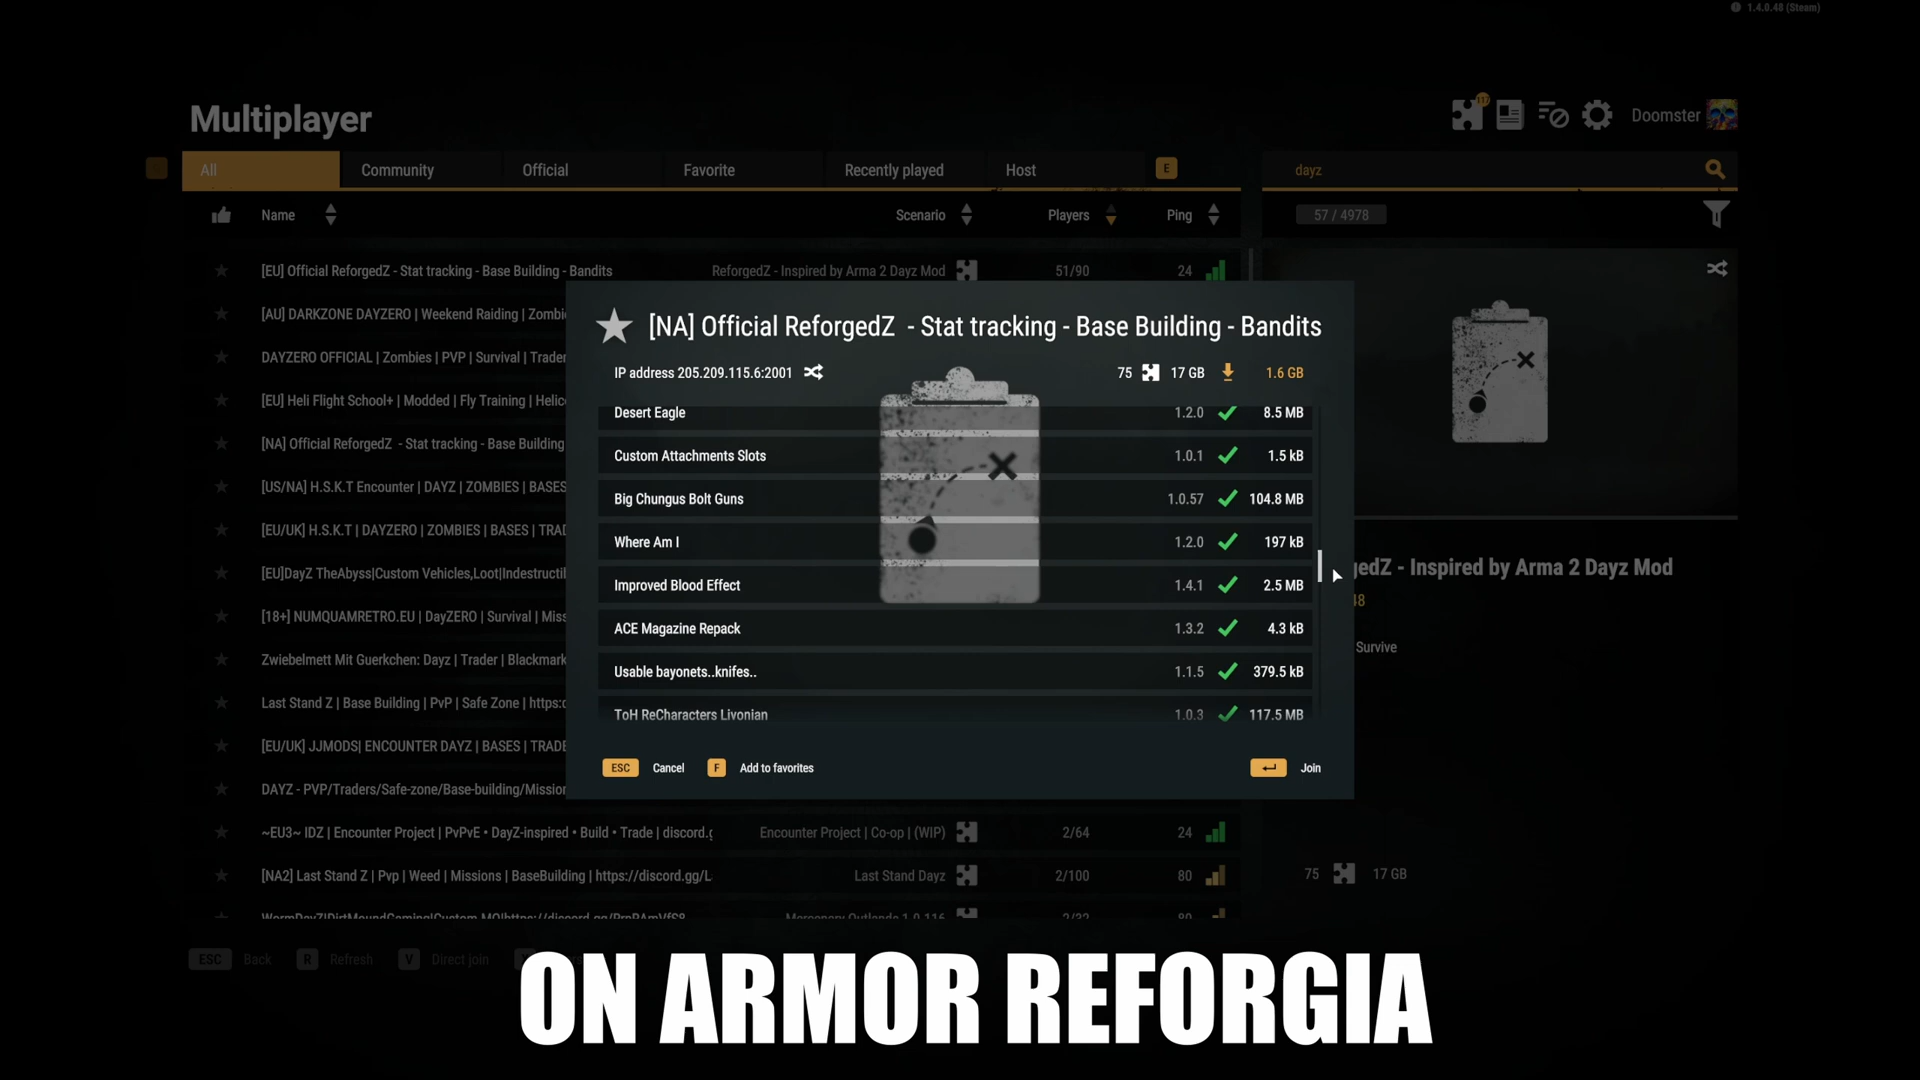 1.4.0.48 (Steam)
Multiplayer
117
Doomster
All
Community
Official
Favorite
Recently played
Host
E
dayz
Name
Scenario
Players
Ping
57 / 4978
[EU] Official ReforgedZ - Stat tracking - Base Building - Bandits
ReforgedZ - Inspired by Arma 2 Dayz Mod
51/90
24
[AU] DARKZONE DAYZERO | Weekend Raiding | Zombi
DAYZERO OFFICIAL | Zombies | PVP | Survival | Trader
[EU] Heli Flight School+ | Modded | Fly Training | Helic
[NA] Official ReforgedZ - Stat tracking - Base Building
[US/NA] H.S.K.T Encounter | DAYZ | ZOMBIES | BASES
[EU/UK] H.S.K.T | DAYZERO | ZOMBIES | BASES | TRAD
[EU]DayZ TheAbyss|Custom Vehicles,Loot|Indestructil
[18+] NUMQUAMRETRO.EU | DayZERO | Survival | Miss
Zwiebelmett Mit Guerkchen: Dayz | Trader | Blackmark
Last Stand Z | Base Building | PvP | Safe Zone | https:
[EU/UK] JJMODS| ENCOUNTER DAYZ | BASES | TRADE
DAYZ - PVP/Traders/Safe-zone/Base-building/Mission
~EU3~ IDZ | Encounter Project | PvPvE • DayZ-inspired • Build • Trade | discord.g
Encounter Project | Co-op | (WIP)
2/64
24
[NA2] Last Stand Z | Pvp | Weed | Missions | BaseBuilding | https://discord.gg/L
Last Stand Dayz
2/100
80
[NA] Official ReforgedZ - Stat tracking - Base Building - Bandits
IP address 205.209.115.6:2001
75
17 GB
1.6 GB
Desert Eagle
1.2.0
8.5 MB
Custom Attachments Slots
1.0.1
1.5 kB
Big Chungus Bolt Guns
1.0.57
104.8 MB
Where Am I
1.2.0
197 kB
Improved Blood Effect
1.4.1
2.5 MB
ACE Magazine Repack
1.3.2
4.3 kB
Usable bayonets..knifes..
1.1.5
379.5 kB
ToH ReCharacters Livonian
1.0.3
117.5 MB
ESC
Cancel
F
Add to favorites
Join
gedZ - Inspired by Arma 2 Dayz Mod
48
Survive
75
17 GB
ESC
Back
R
Refresh
V
Direct join
ON ARMOR REFORGIA